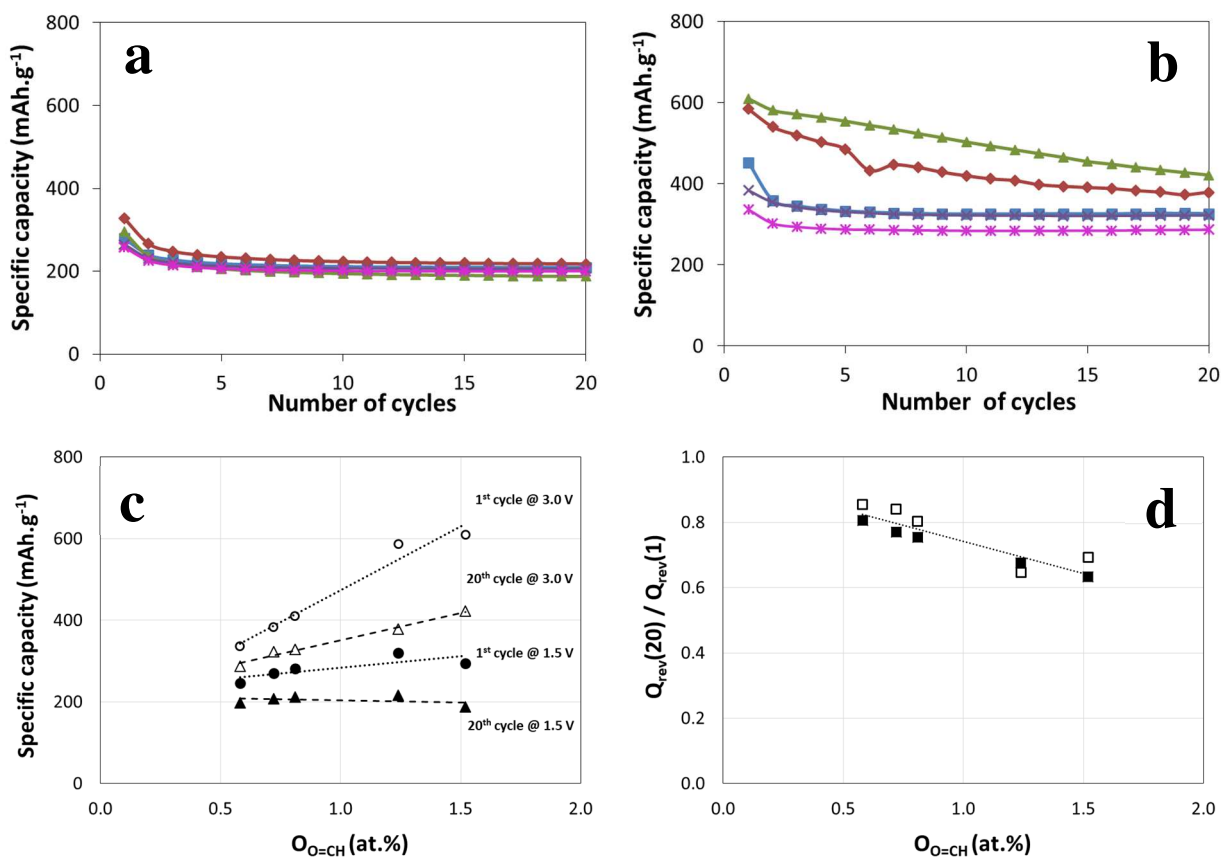 a
Specific capacity (mAh.g-1)
800
600
400
200
0
0 5 10 15 20
Number of cycles
b
Specific capacity (mAh.g-1)
800
600
400
200
0
0 5 10 15 20
Number of cycles
c
Specific capacity (mAh.g-1)
800
600
400
200
0
1st cycle @ 3.0 V
20th cycle @ 3.0 V
1st cycle @ 1.5 V
20th cycle @ 1.5 V
0.0 0.5 1.0 1.5 2.0
OO=CH (at.%)
d
Qrev(20) / Qrev(1)
1.0
0.8
0.6
0.4
0.2
0.0
0.0 0.5 1.0 1.5 2.0
OO=CH (at.%)